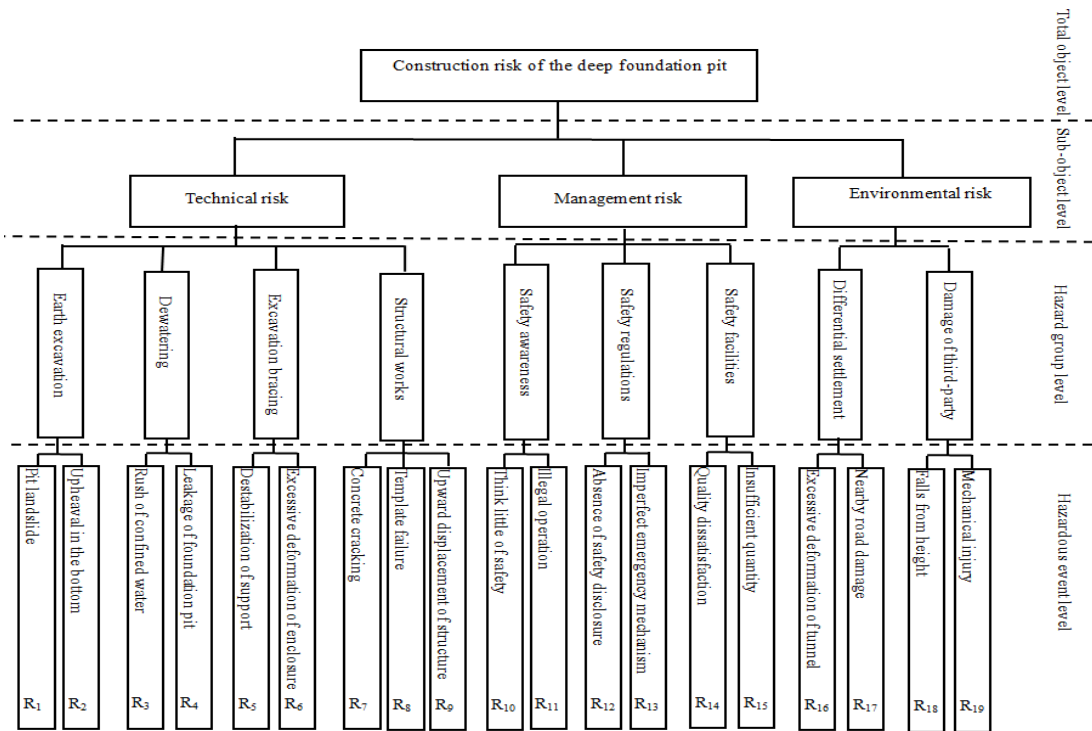 Construction risk of the deep foundation pit
Total object level
Technical risk
Management risk
Environmental risk
Sub-object level
Earth excavation
Dewatering
Excavation bracing
Structural works
Safety awareness
Safety regulations
Safety facilities
Differential settlement
Damage of third-party
Hazard group level
Pit landslide
R₁
Upheaval in the bottom
R₂
Rush of confined water
R₃
Leakage of foundation pit
R₄
Destabilization of support
R₅
Excessive deformation of enclosure
R₆
Concrete cracking
R₇
Template failure
R₈
Upward displacement of structure
R₉
Think little of safety
R₁₀
Illegal operation
R₁₁
Absence of safety disclosure
R₁₂
Imperfect emergency mechanism
R₁₃
Quality dissatisfaction
R₁₄
Insufficient quantity
R₁₅
Excessive deformation of tunnel
R₁₆
Nearby road damage
R₁₇
Falls from height
R₁₈
Mechanical injury
R₁₉
Hazardous event level